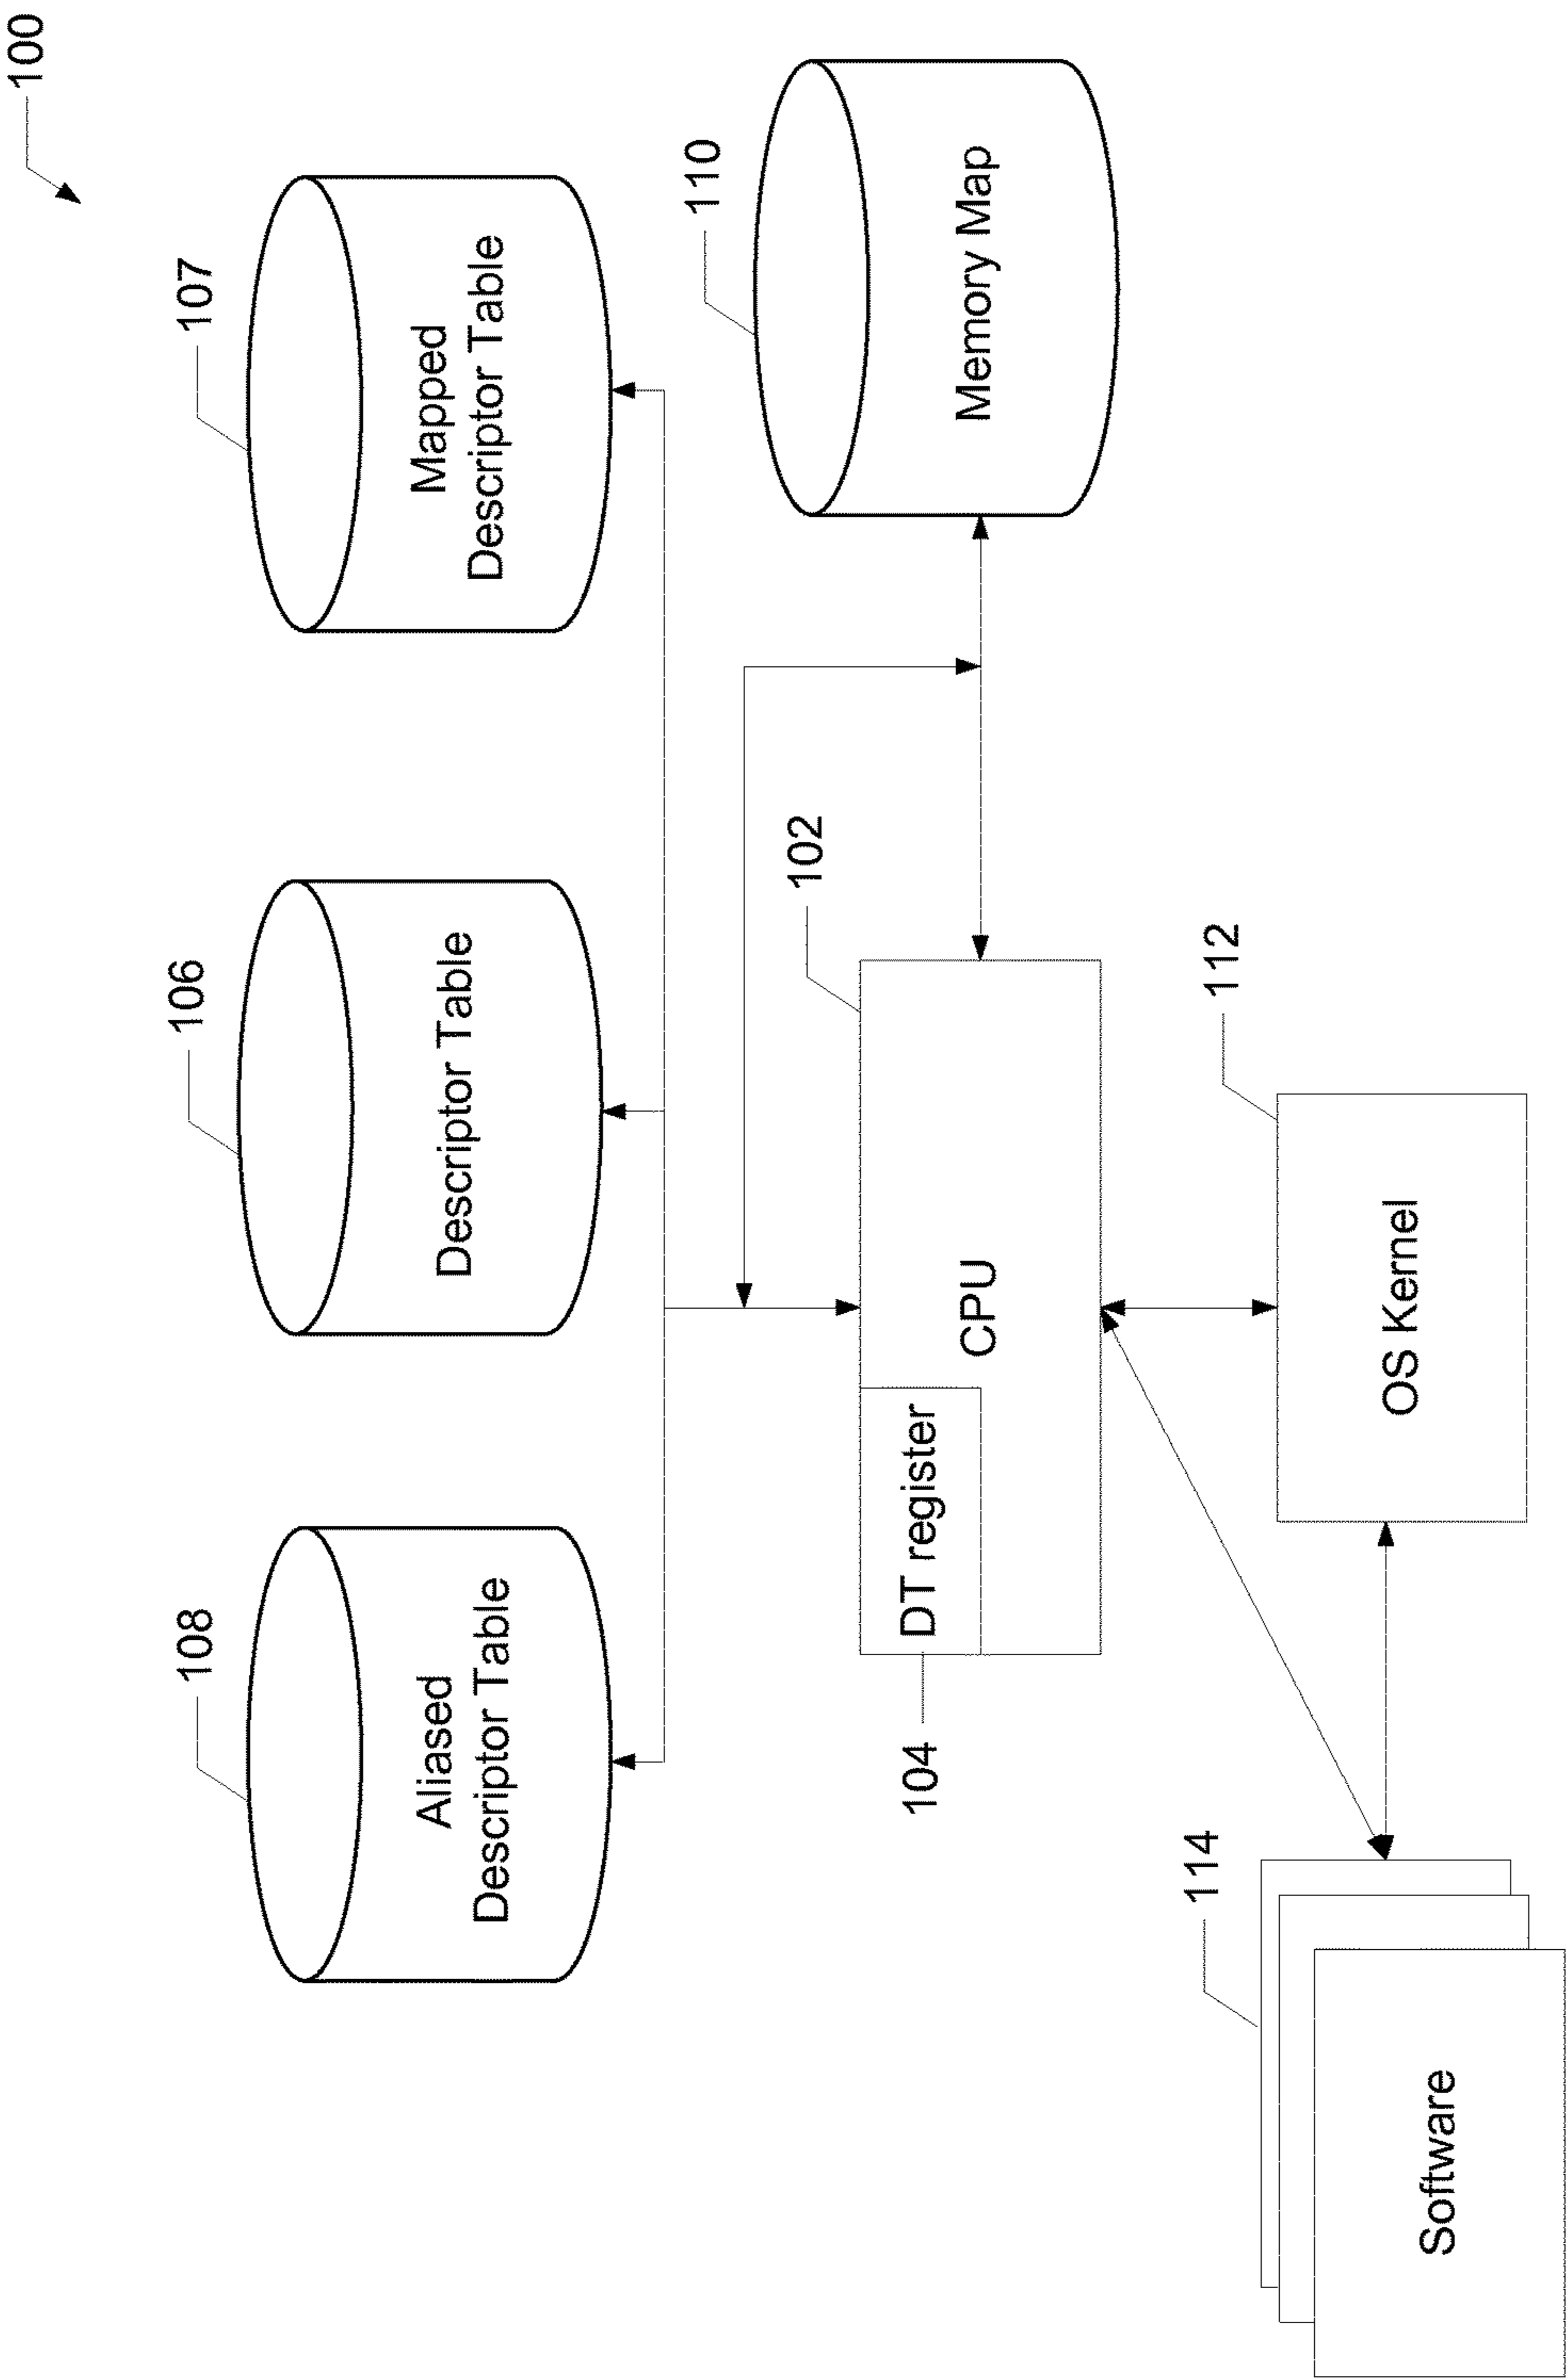 100
108
106
107
Aliased
Descriptor Table
Descriptor Table
Mapped
Descriptor Table
110
Memory Map
102
104
DT register
CPU
112
OS Kernel
114
Software